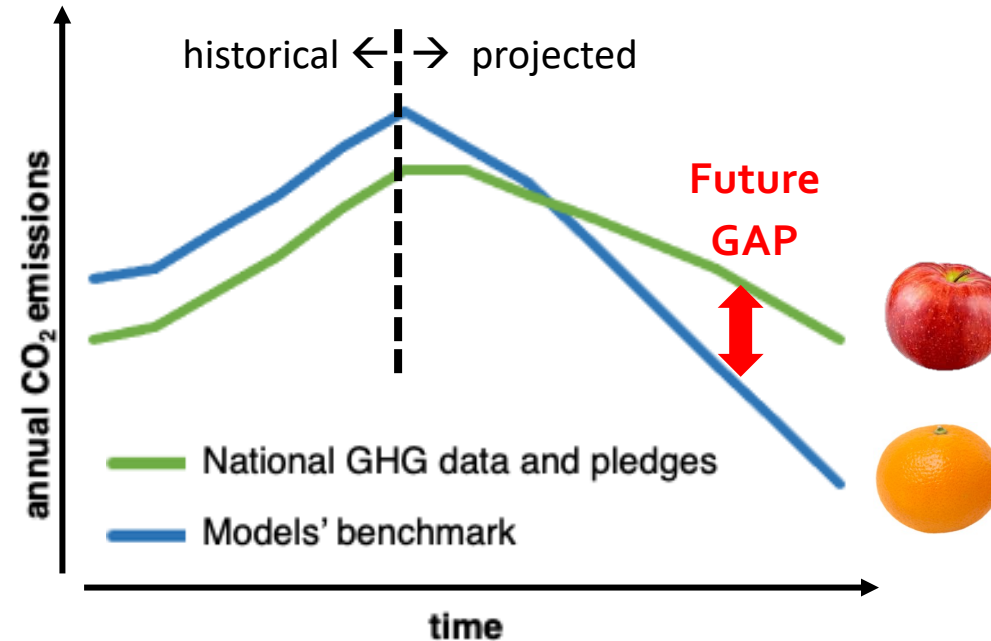 historical ← → projected
annual CO₂ emissions
Future
GAP
National GHG data and pledges
Models' benchmark
time